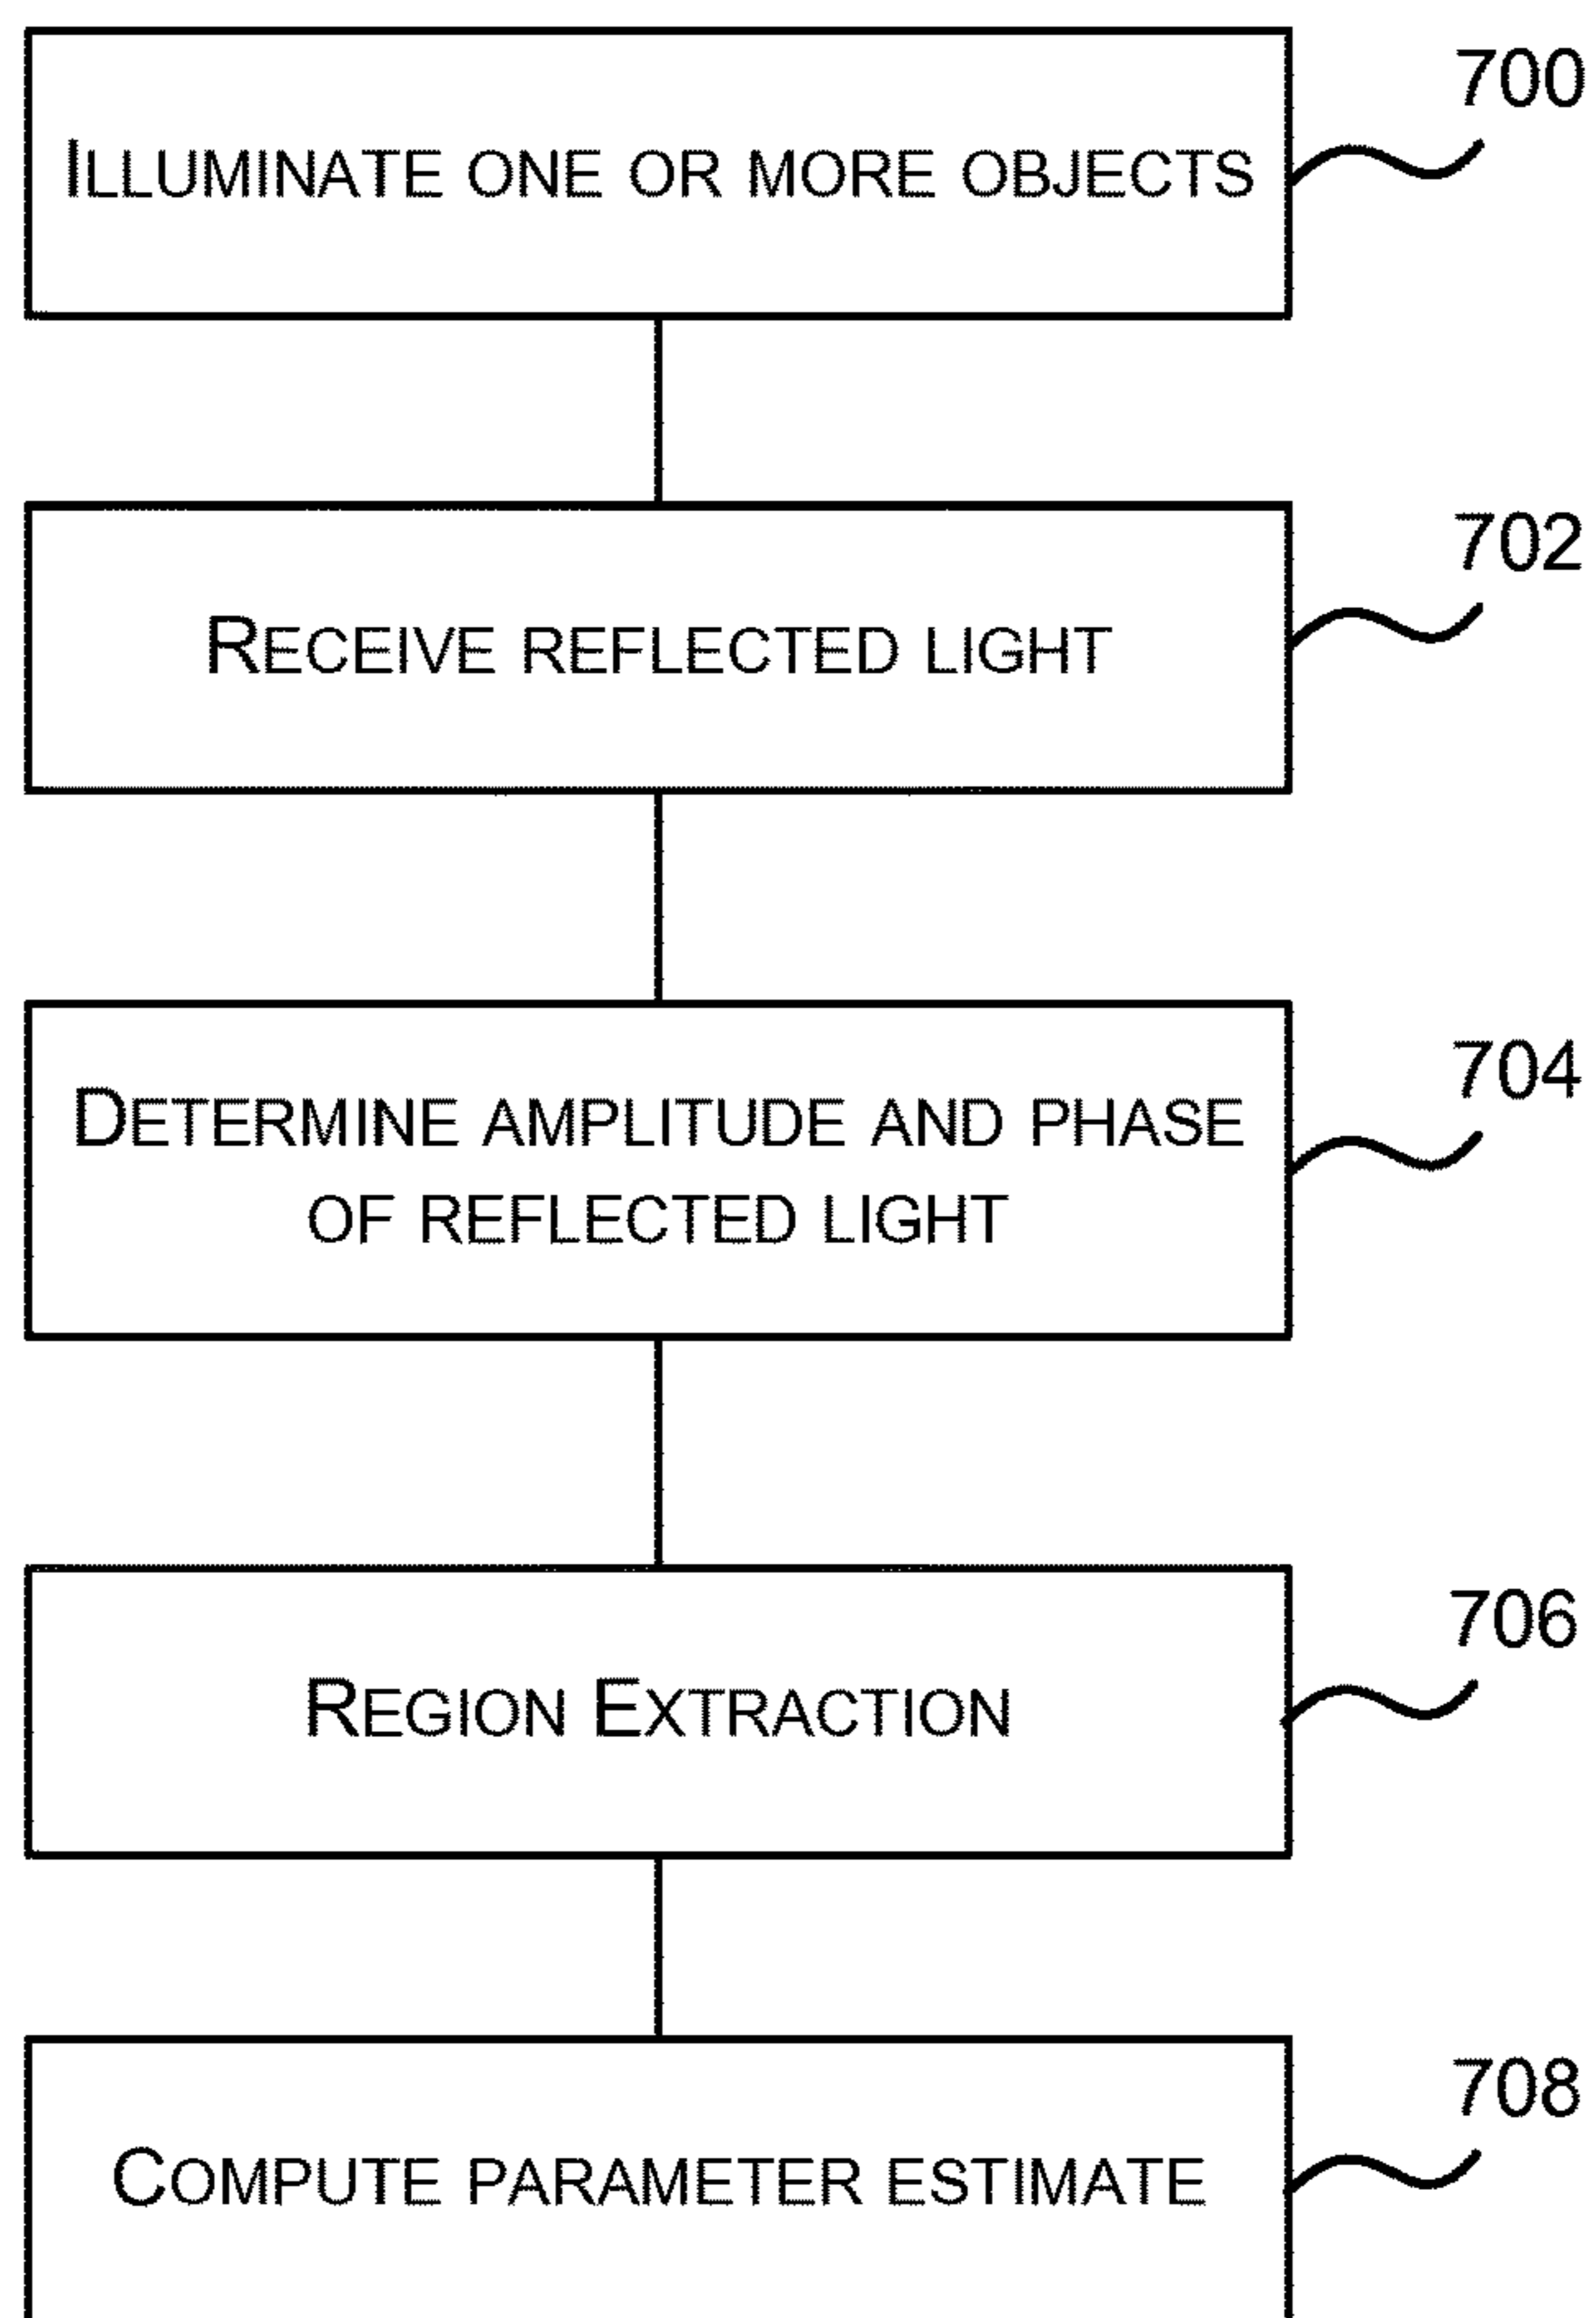 ILLUMINATE ONE OR MORE OBJECTS
700
RECEIVE REFLECTED LIGHT
702
DETERMINE AMPLITUDE AND PHASE
OF REFLECTED LIGHT
704
REGION EXTRACTION
706
COMPUTE PARAMETER ESTIMATE
708